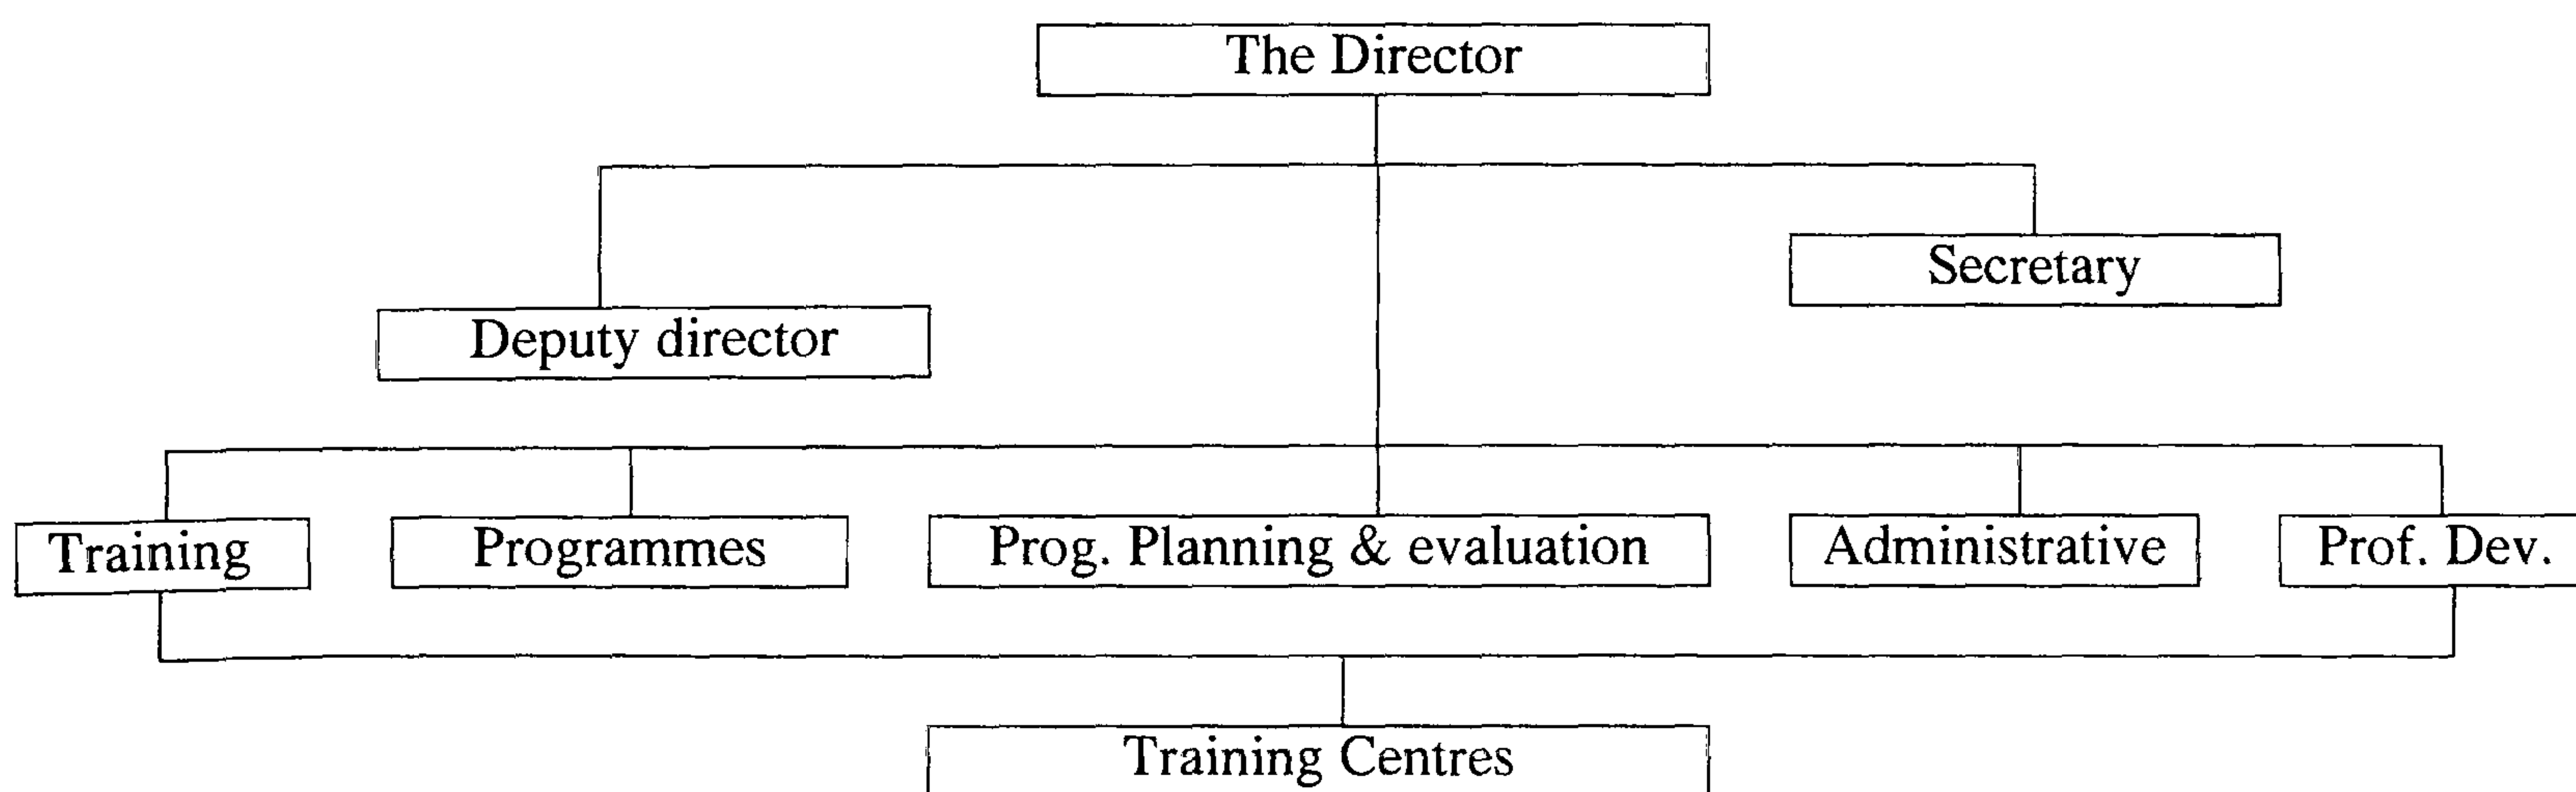 The Director
Secretary
Deputy director
Training
Programmes
Prog. Planning & evaluation
Administrative
Prof. Dev.
Training Centres